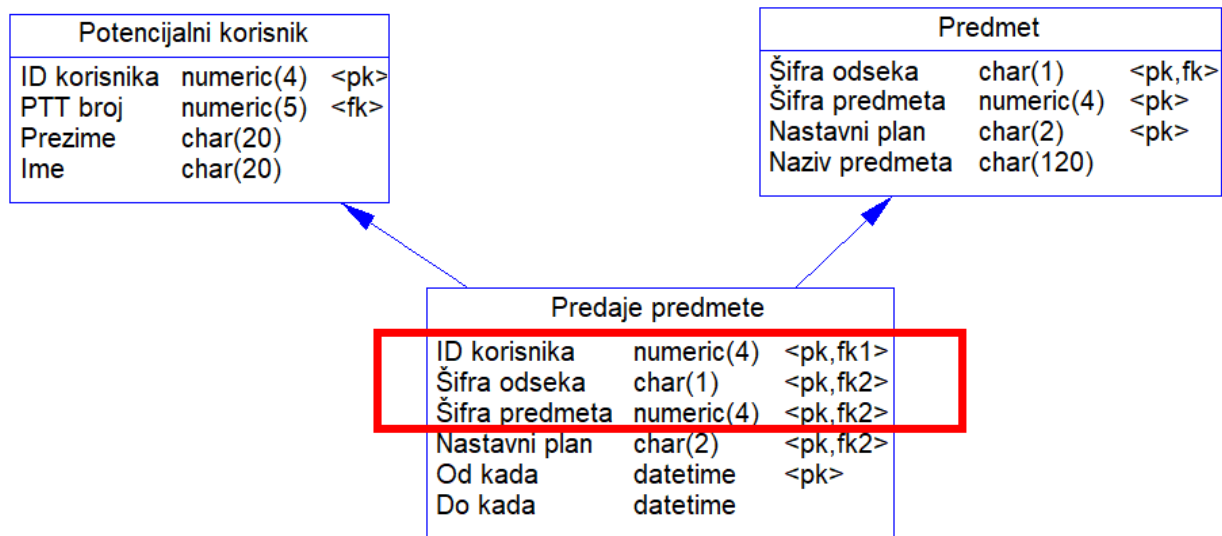 Potencijalni korisnik
ID korisnika numeric(4) <pk>
PTT broj numeric(5) <fk>
Prezime char(20)
Ime char(20)
Predmet
Šifra odseka char(1) <pk,fk>
Šifra predmeta numeric(4) <pk>
Nastavni plan char(2) <pk>
Naziv predmeta char(120)
Predaje predmete
ID korisnika numeric(4) <pk,fk1>
Šifra odseka char(1) <pk,fk2>
Šifra predmeta numeric(4) <pk,fk2>
Nastavni plan char(2) <pk,fk2>
Od kada datetime <pk>
Do kada datetime